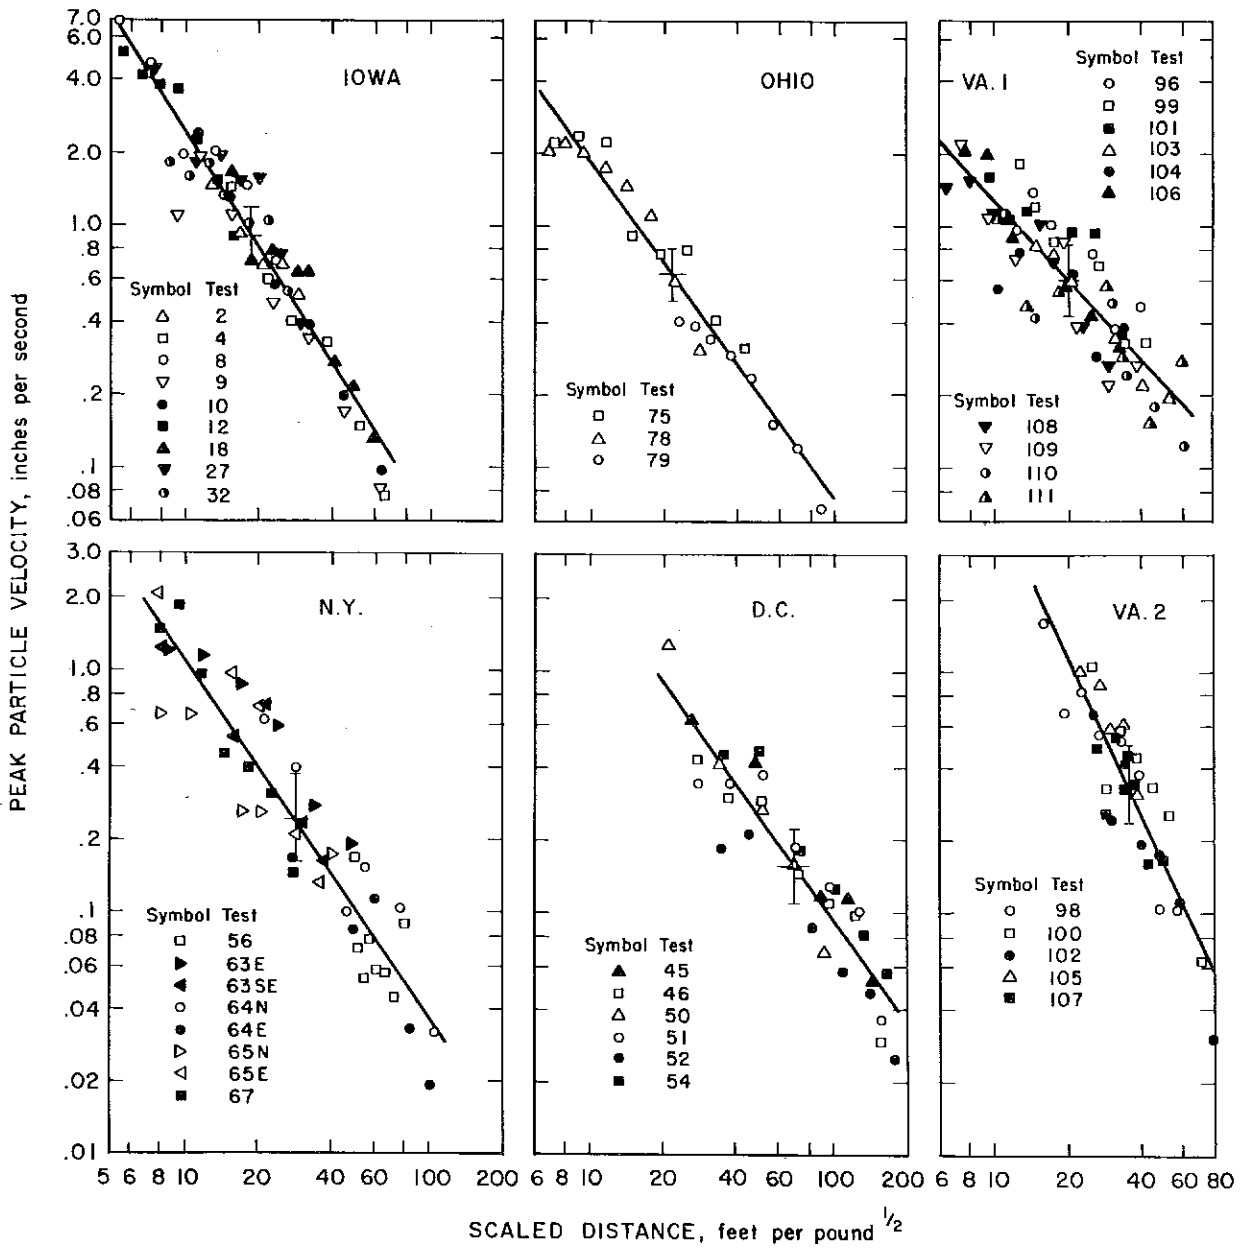 PEAK PARTICLE VELOCITY, inches per second
7.0
6.0
4.0
2.0
1.0
.8
.6
.4
.2
.1
.08
.06
IOWA
Symbol Test
2
4
8
9
10
12
18
27
32
OHIO
Symbol Test
75
78
79
VA. 1
Symbol Test
96
99
101
103
104
106
Symbol Test
108
109
110
111
3.0
2.0
1.0
.8
.6
.4
.2
.1
.08
.06
.04
.02
.01
N.Y.
Symbol Test
56
63E
63SE
64N
64E
65N
65E
67
D.C.
Symbol Test
45
46
50
51
52
54
VA. 2
Symbol Test
98
100
102
105
107
5 6 8 10 20 40 60 100 200
6 8 10 20 40 60 100 200
6 8 10 20 40 60 80
SCALED DISTANCE, feet per pound 1/2